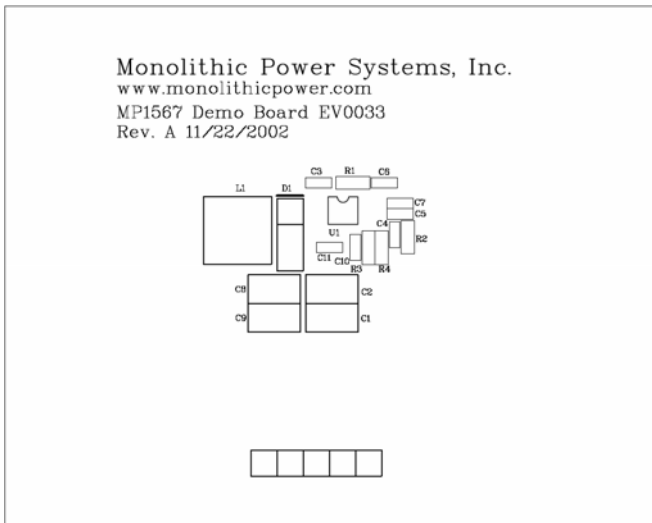 Monolithic Power Systems, Inc.
www.monolithicpower.com
MP1567 Demo Board EV0033
Rev. A 11/22/2002
C3 R1 C6
L1 D1
C7
C5
U1
C4
R2
C11 C10
R3 R4
C8 C2
C9 C1